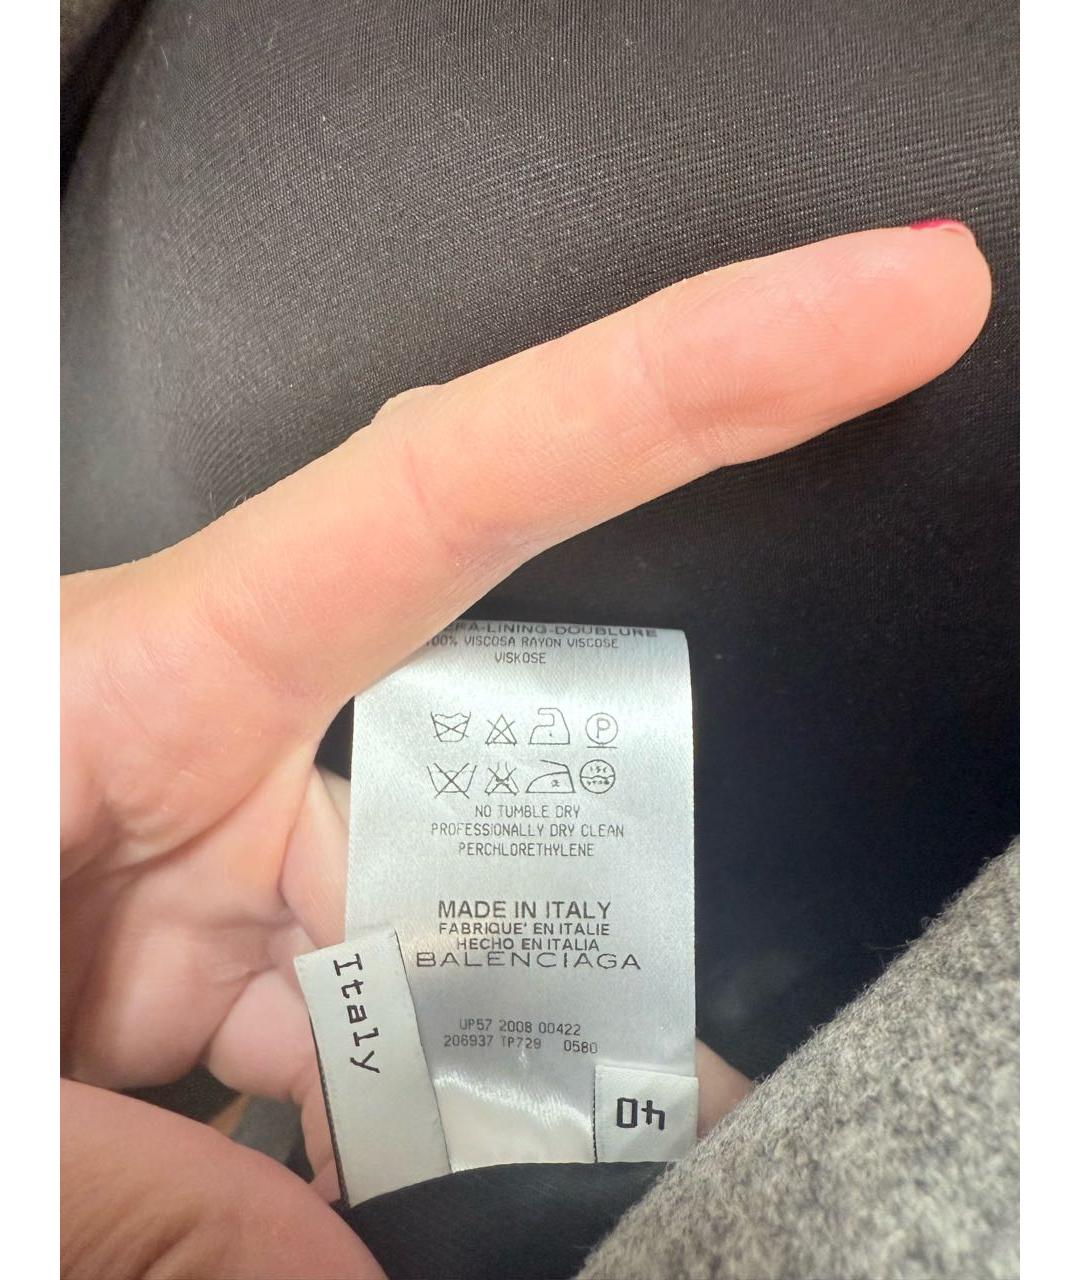 LINING-DOUBLURE
100% VISCOSA RAYON VISCOSE
VISKOSE
P
NO TUMBLE DRY
PROFESSIONALLY DRY CLEAN
PERCHLORETHYLENE
MADE IN ITALY
FABRIQUE' EN ITALIE
HECHO EN ITALIA
BALENCIAGA
UP57 2008 00422
206937 TP729 0580
Italy
40